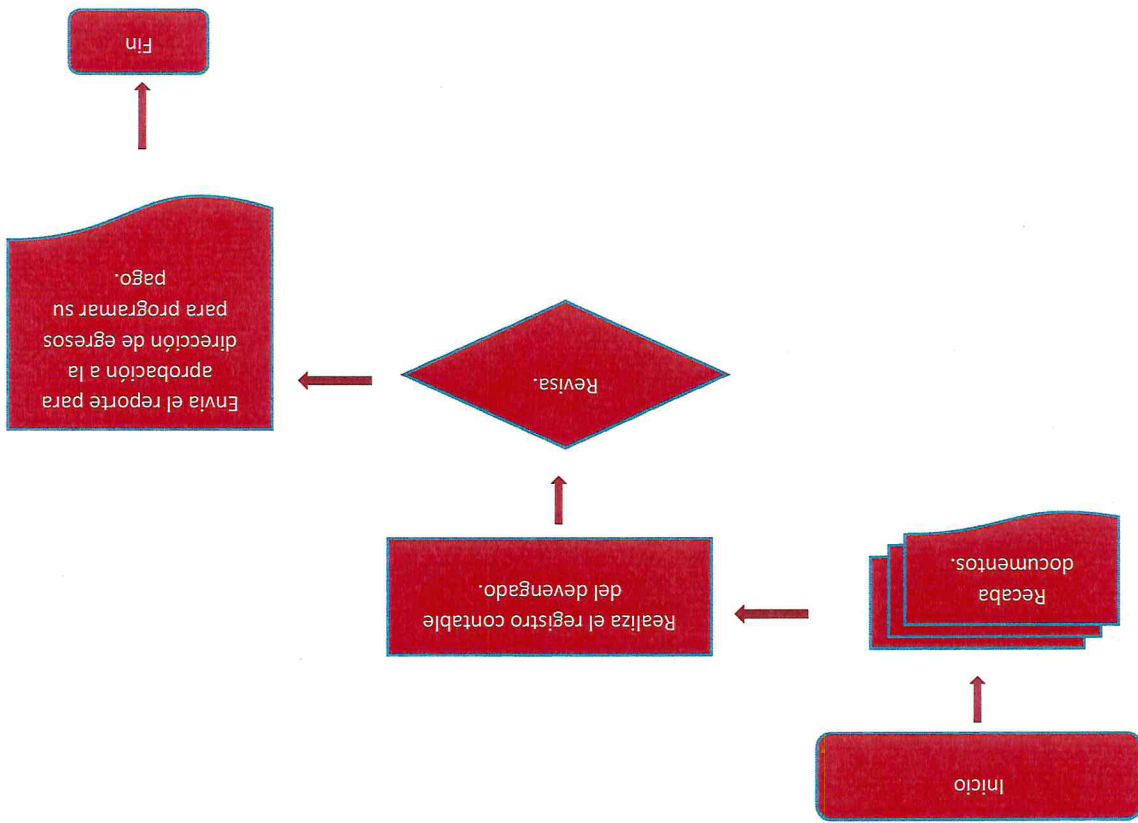 Inicio
Recaba
documentos.
Realiza el registro contable
del devengado.
Revisa.
Envia el reporte para
aprobación a la
dirección de egresos
para programar su
pago.
Fin